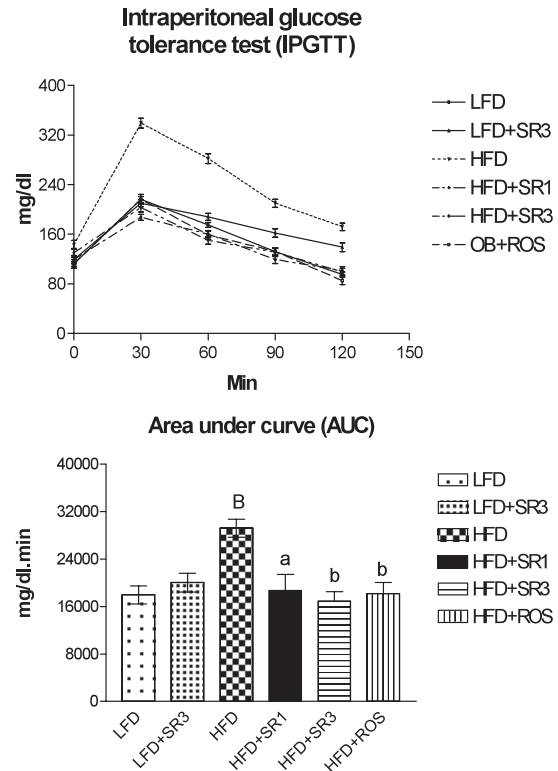 Intraperitoneal glucose
tolerance test (IPGTT)
400
320
240
160
80
0
mg/dl
0 30 60 90 120 150
Min
LFD
LFD+SR3
HFD
HFD+SR1
HFD+SR3
OB+ROS
Area under curve (AUC)
40000
32000
24000
16000
8000
0
mg/dl.min
B
a
b
b
LFD
LFD+SR3
HFD
HFD+SR1
HFD+SR3
HFD+ROS
LFD
LFD+SR3
HFD
HFD+SR1
HFD+SR3
HFD+ROS